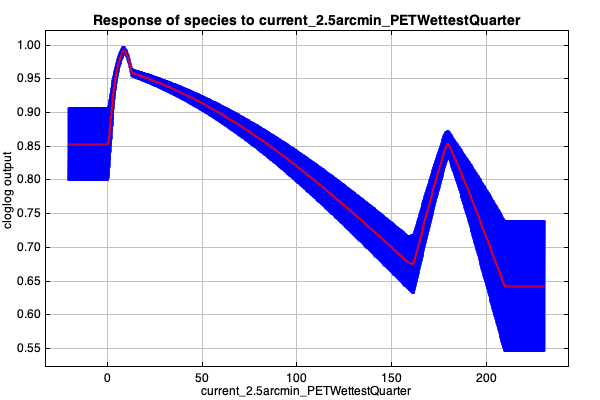 Response of species to current_2.5arcmin_PETWettestQuarter
1.00
0.95
0.90
0.85
0.80
0.75
0.70
0.65
0.60
0.55
cloglog output
0 50 100 150 200
current_2.5arcmin_PETWettestQuarter